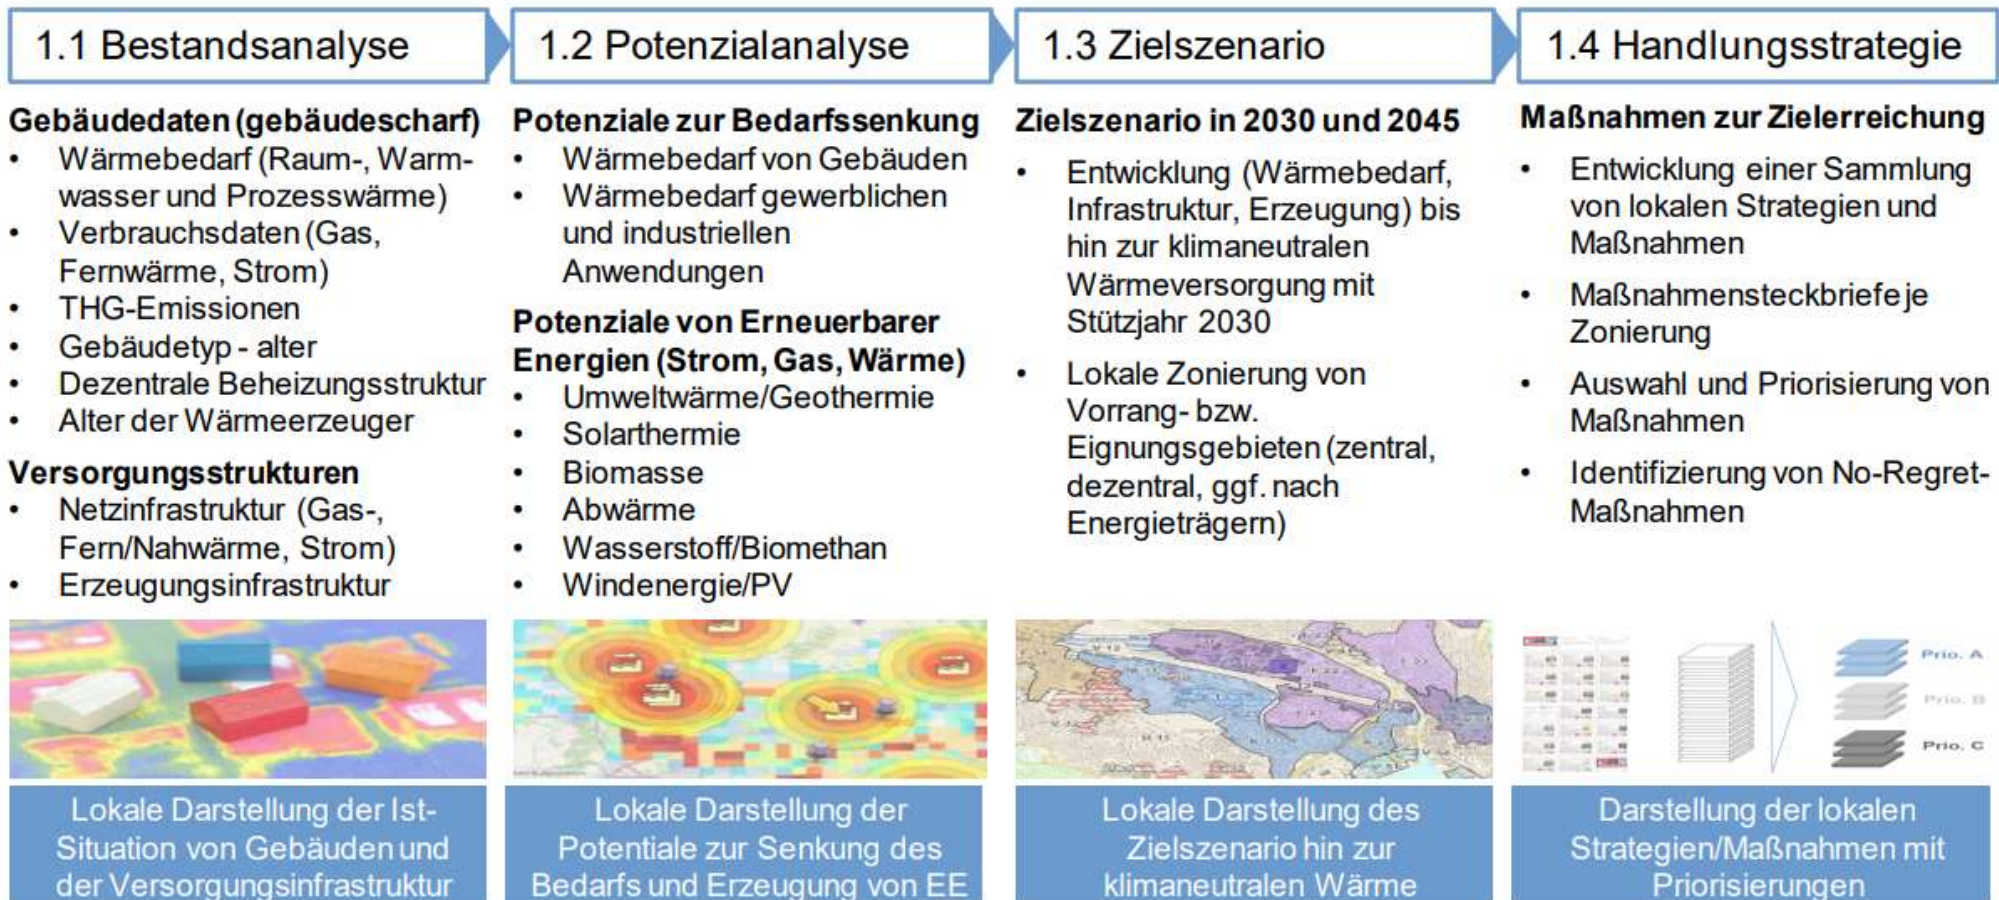 1.1 Bestandsanalyse
Gebäudedaten (gebäudescharf)
• Wärmebedarf (Raum-, Warm-
wasser und Prozesswärme)
• Verbrauchsdaten (Gas,
Fernwärme, Strom)
• THG-Emissionen
• Gebäudetyp - alter
• Dezentrale Beheizungsstruktur
• Alter der Wärmeerzeuger
Versorgungsstrukturen
• Netzinfrastruktur (Gas-,
Fern/Nahwärme, Strom)
• Erzeugungsinfrastruktur
Lokale Darstellung der Ist-
Situation von Gebäuden und
der Versorgungsinfrastruktur
1.2 Potenzialanalyse
Potenziale zur Bedarfssenkung
• Wärmebedarf von Gebäuden
• Wärmebedarf gewerblichen
und industriellen
Anwendungen
Potenziale von Erneuerbarer
Energien (Strom, Gas, Wärme)
• Umweltwärme/Geothermie
• Solarthermie
• Biomasse
• Abwärme
• Wasserstoff/Biomethan
• Windenergie/PV
Lokale Darstellung der
Potentiale zur Senkung des
Bedarfs und Erzeugung von EE
1.3 Zielszenario
Zielszenario in 2030 und 2045
• Entwicklung (Wärmebedarf,
Infrastruktur, Erzeugung) bis
hin zur klimaneutralen
Wärmeversorgung mit
Stützjahr 2030
• Lokale Zonierung von
Vorrang- bzw.
Eignungsgebieten (zentral,
dezentral, ggf. nach
Energieträgern)
Lokale Darstellung des
Zielszenario hin zur
klimaneutralen Wärme
1.4 Handlungsstrategie
Maßnahmen zur Zielerreichung
• Entwicklung einer Sammlung
von lokalen Strategien und
Maßnahmen
• Maßnahmensteckbriefe je
Zonierung
• Auswahl und Priorisierung von
Maßnahmen
• Identifizierung von No-Regret-
Maßnahmen
Prio. A
Prio. B
Prio. C
Darstellung der lokalen
Strategien/Maßnahmen mit
Priorisierungen